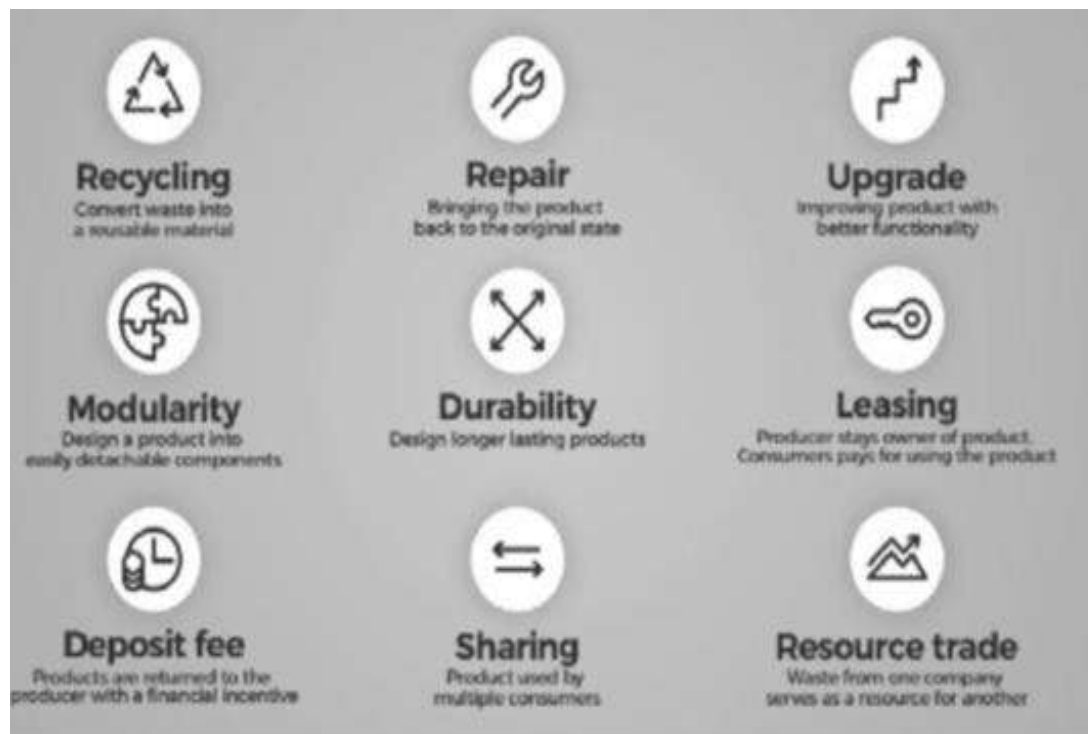 Recycling
Convert waste into
a reusable material
Repair
Bringing the product
back to the original state
Upgrade
Improving product with
better functionality
Modularity
Design a product into
easily detachable components
Durability
Design longer lasting products
Leasing
Producer stays owner of product.
Consumers pays for using the product
Deposit fee
Products are returned to the
producer with a financial incentive
Sharing
Product used by
multiple consumers
Resource trade
Waste from one company
serves as a resource for another